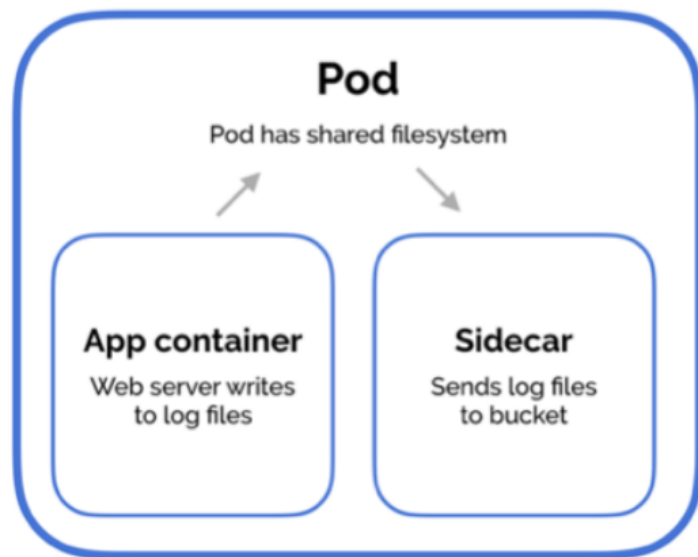 Pod
Pod has shared filesystem
App container
Web server writes
to log files
Sidecar
Sends log files
to bucket